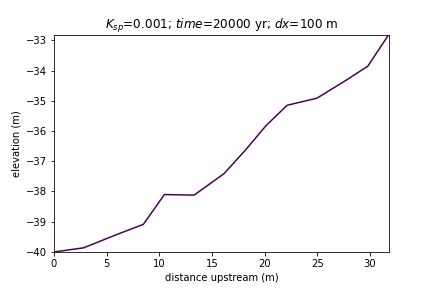 K_sp=0.001; time=20000 yr; dx=100 m
−33
−34
−35
−36
−37
−38
−39
−40
elevation (m)
0 5 10 15 20 25 30
distance upstream (m)